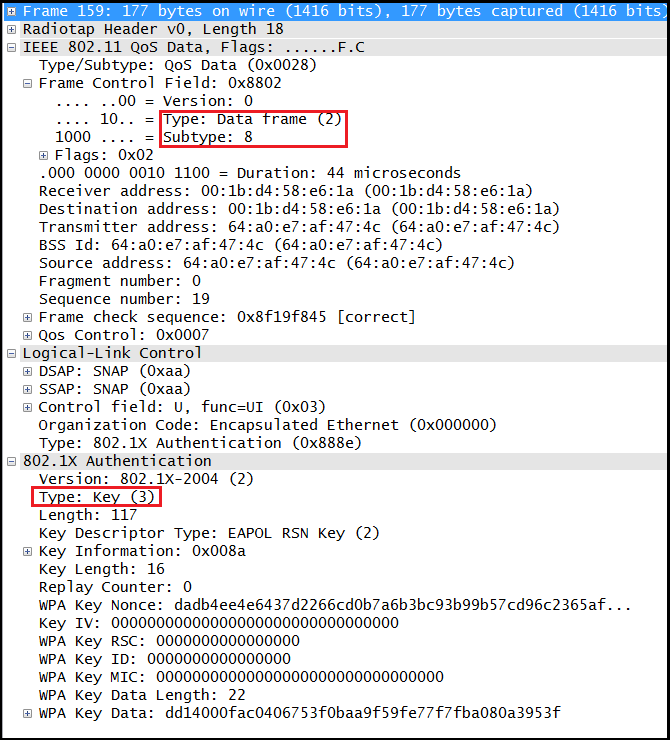 Frame 159: 177 bytes on wire (1416 bits), 177 bytes captured (1416 bits)
Radiotap Header v0, Length 18
IEEE 802.11 QoS Data, Flags: ......F.C
Type/Subtype: QoS Data (0x0028)
Frame Control Field: 0x8802
.... ..00 = Version: 0
.... 10.. = Type: Data frame (2)
1000 .... = Subtype: 8
Flags: 0x02
.000 0000 0010 1100 = Duration: 44 microseconds
Receiver address: 00:1b:d4:58:e6:1a (00:1b:d4:58:e6:1a)
Destination address: 00:1b:d4:58:e6:1a (00:1b:d4:58:e6:1a)
Transmitter address: 64:a0:e7:af:47:4c (64:a0:e7:af:47:4c)
BSS Id: 64:a0:e7:af:47:4c (64:a0:e7:af:47:4c)
Source address: 64:a0:e7:af:47:4c (64:a0:e7:af:47:4c)
Fragment number: 0
Sequence number: 19
Frame check sequence: 0x8f19f845 [correct]
Qos Control: 0x0007
Logical-Link Control
DSAP: SNAP (0xaa)
SSAP: SNAP (0xaa)
Control field: U, func=UI (0x03)
Organization Code: Encapsulated Ethernet (0x000000)
Type: 802.1X Authentication (0x888e)
802.1X Authentication
Version: 802.1X-2004 (2)
Type: Key (3)
Length: 117
Key Descriptor Type: EAPOL RSN Key (2)
Key Information: 0x008a
Key Length: 16
Replay Counter: 0
WPA Key Nonce: dadb4ee4e6437d2266cd0b7a6b3bc93b99b57cd96c2365af...
Key IV: 00000000000000000000000000000000
WPA Key RSC: 0000000000000000
WPA Key ID: 0000000000000000
WPA Key MIC: 00000000000000000000000000000000
WPA Key Data Length: 22
WPA Key Data: dd14000fac0406753f0baa9f59fe77f7fba080a3953f